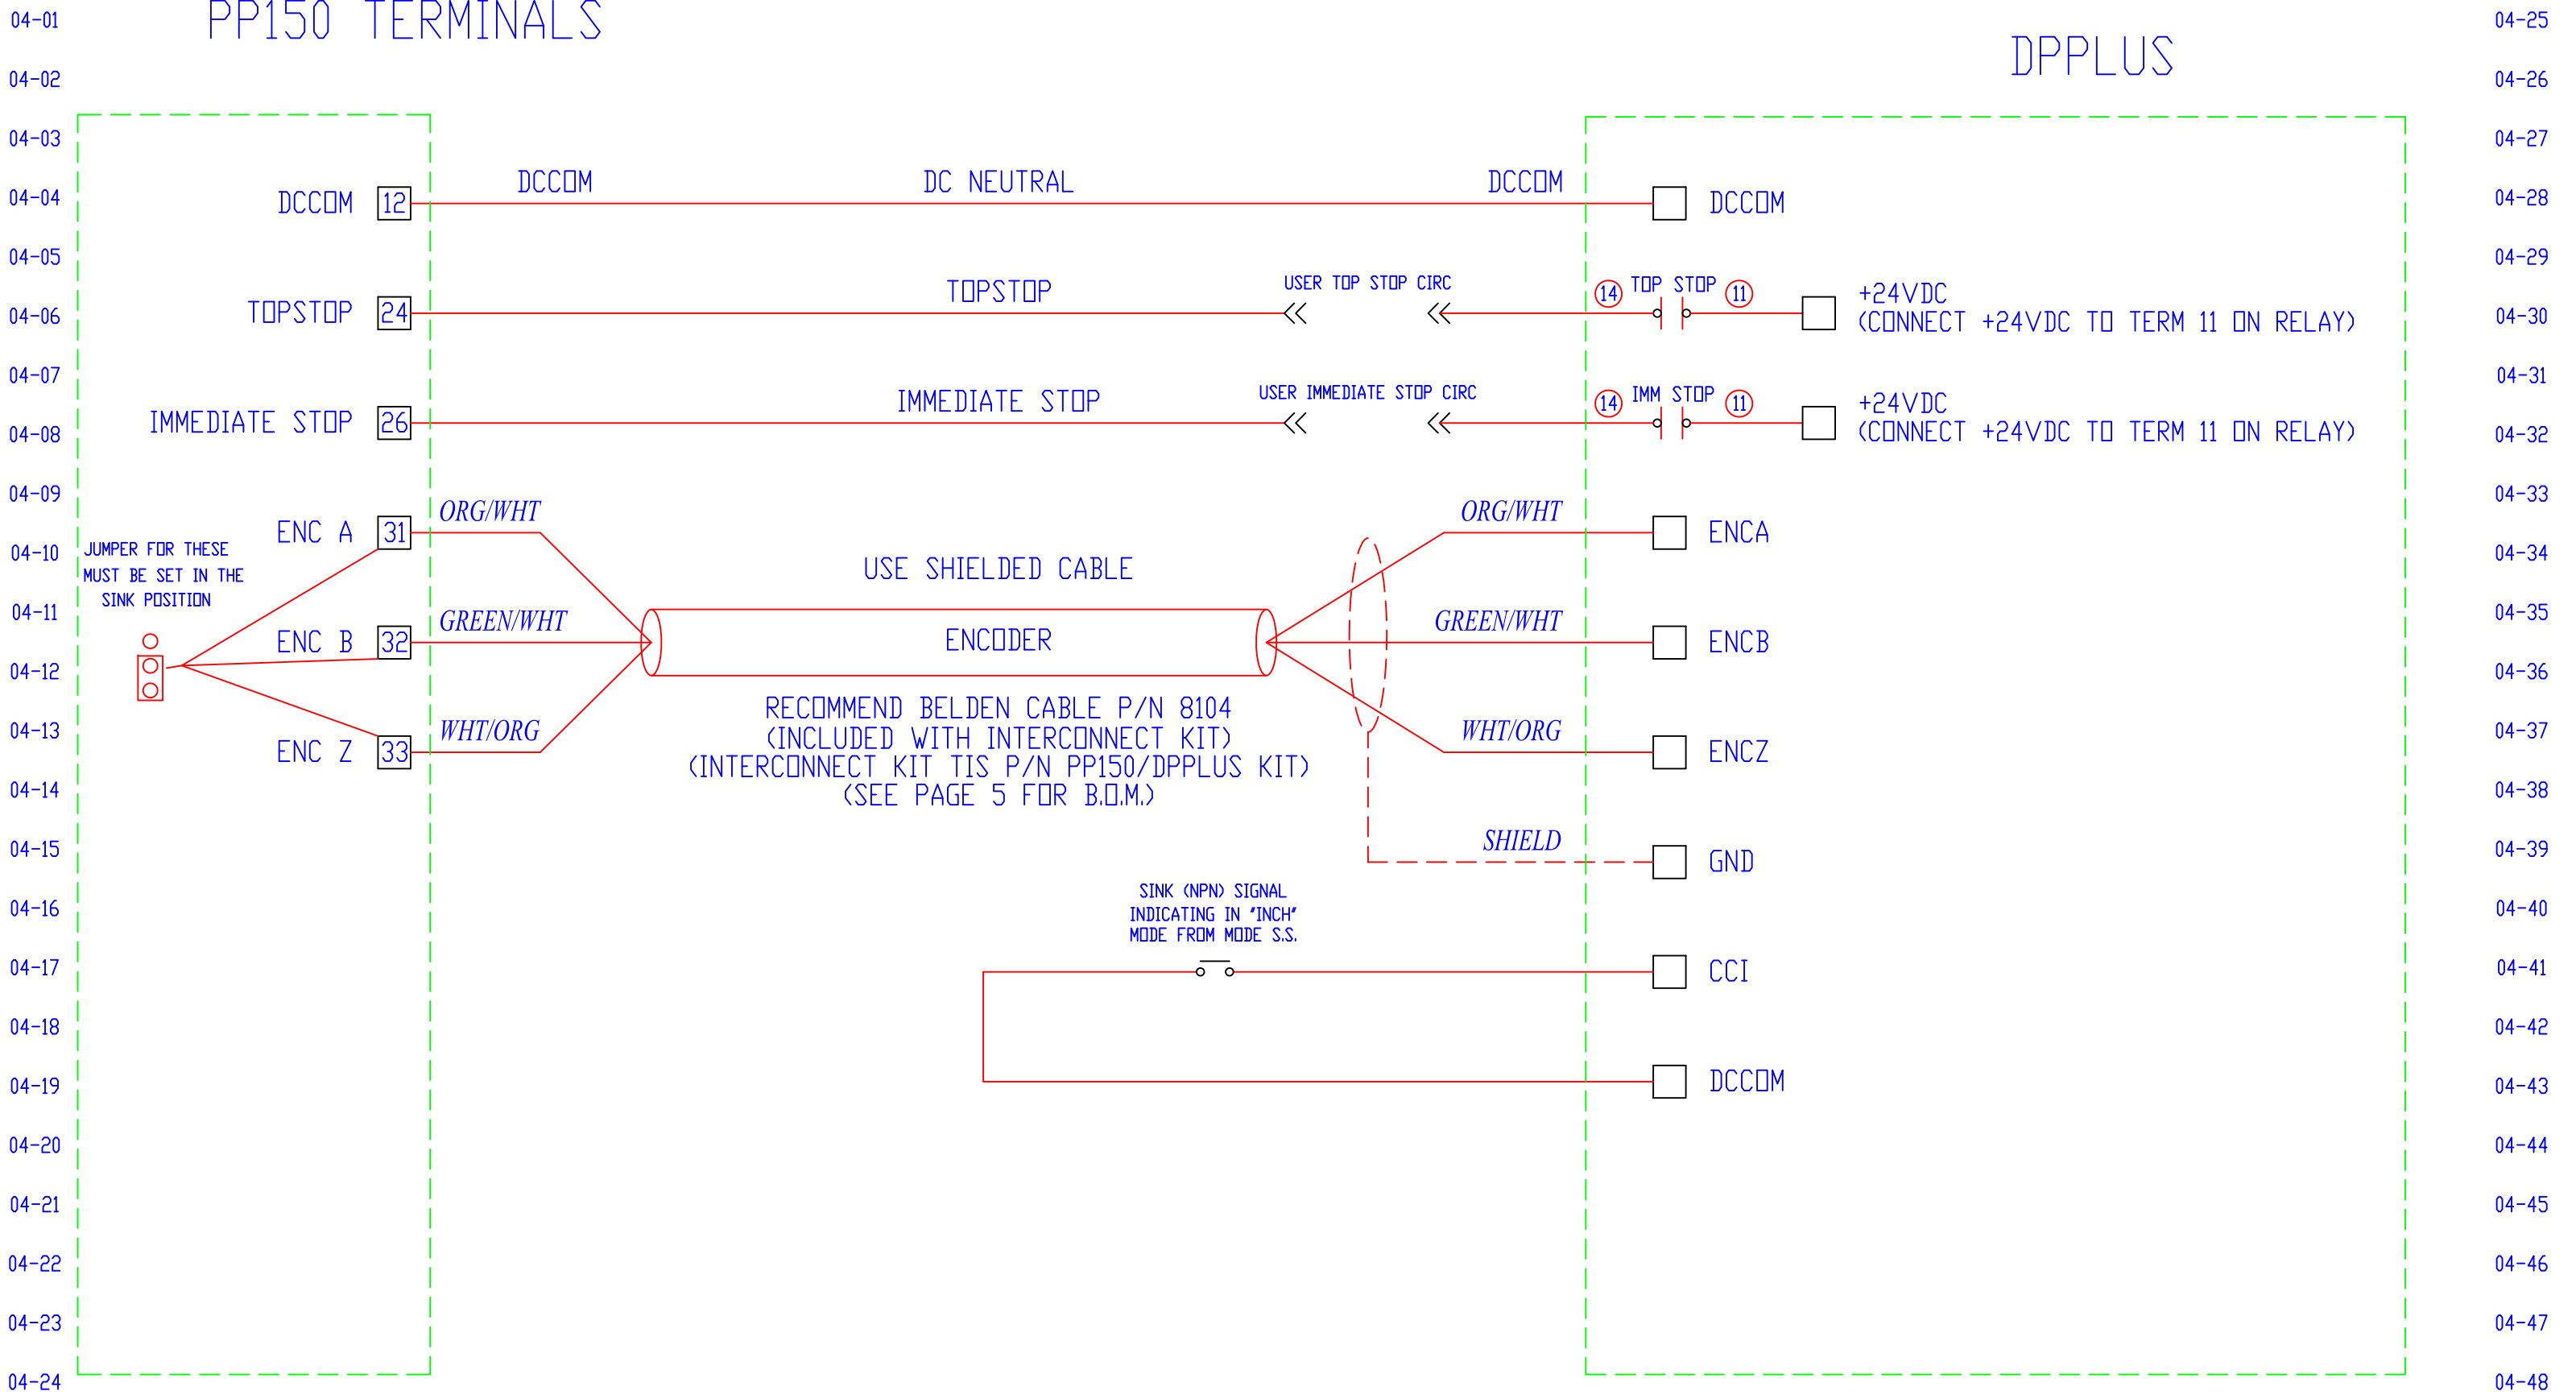 PP150 TERMINALS
DPPLUS
04-01
04-02
04-03
04-04
04-05
04-06
04-07
04-08
04-09
04-10
04-11
04-12
04-13
04-14
04-15
04-16
04-17
04-18
04-19
04-20
04-21
04-22
04-23
04-24
DCCOM 12
DCCOM
DC NEUTRAL
DCCOM
DCCOM
TOPSTOP 24
TOPSTOP
USER TOP STOP CIRC
14 TOP STOP 11
+24VDC
(CONNECT +24VDC TO TERM 11 ON RELAY)
IMMEDIATE STOP 26
IMMEDIATE STOP
USER IMMEDIATE STOP CIRC
14 IMM STOP 11
+24VDC
(CONNECT +24VDC TO TERM 11 ON RELAY)
JUMPER FOR THESE
MUST BE SET IN THE
SINK POSITION
ENC A 31
ORG/WHT
ENC B 32
GREEN/WHT
ENC Z 33
WHT/ORG
USE SHIELDED CABLE
ENCODER
RECOMMEND BELDEN CABLE P/N 8104
(INCLUDED WITH INTERCONNECT KIT)
(INTERCONNECT KIT TIS P/N PP150/DPPLUS KIT)
(SEE PAGE 5 FOR B.O.M.)
ORG/WHT
ENCA
GREEN/WHT
ENCB
WHT/ORG
ENCZ
SHIELD
GND
SINK (NPN) SIGNAL
INDICATING IN "INCH"
MODE FROM MODE S.S.
CCI
DCCOM
04-25
04-26
04-27
04-28
04-29
04-30
04-31
04-32
04-33
04-34
04-35
04-36
04-37
04-38
04-39
04-40
04-41
04-42
04-43
04-44
04-45
04-46
04-47
04-48